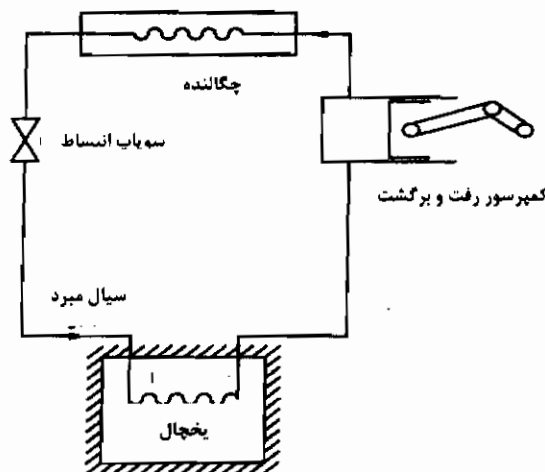 چگالنده
سوپاپ انبساط
کمپرسور رفت و برگشت
سیال مبرد
یخچال